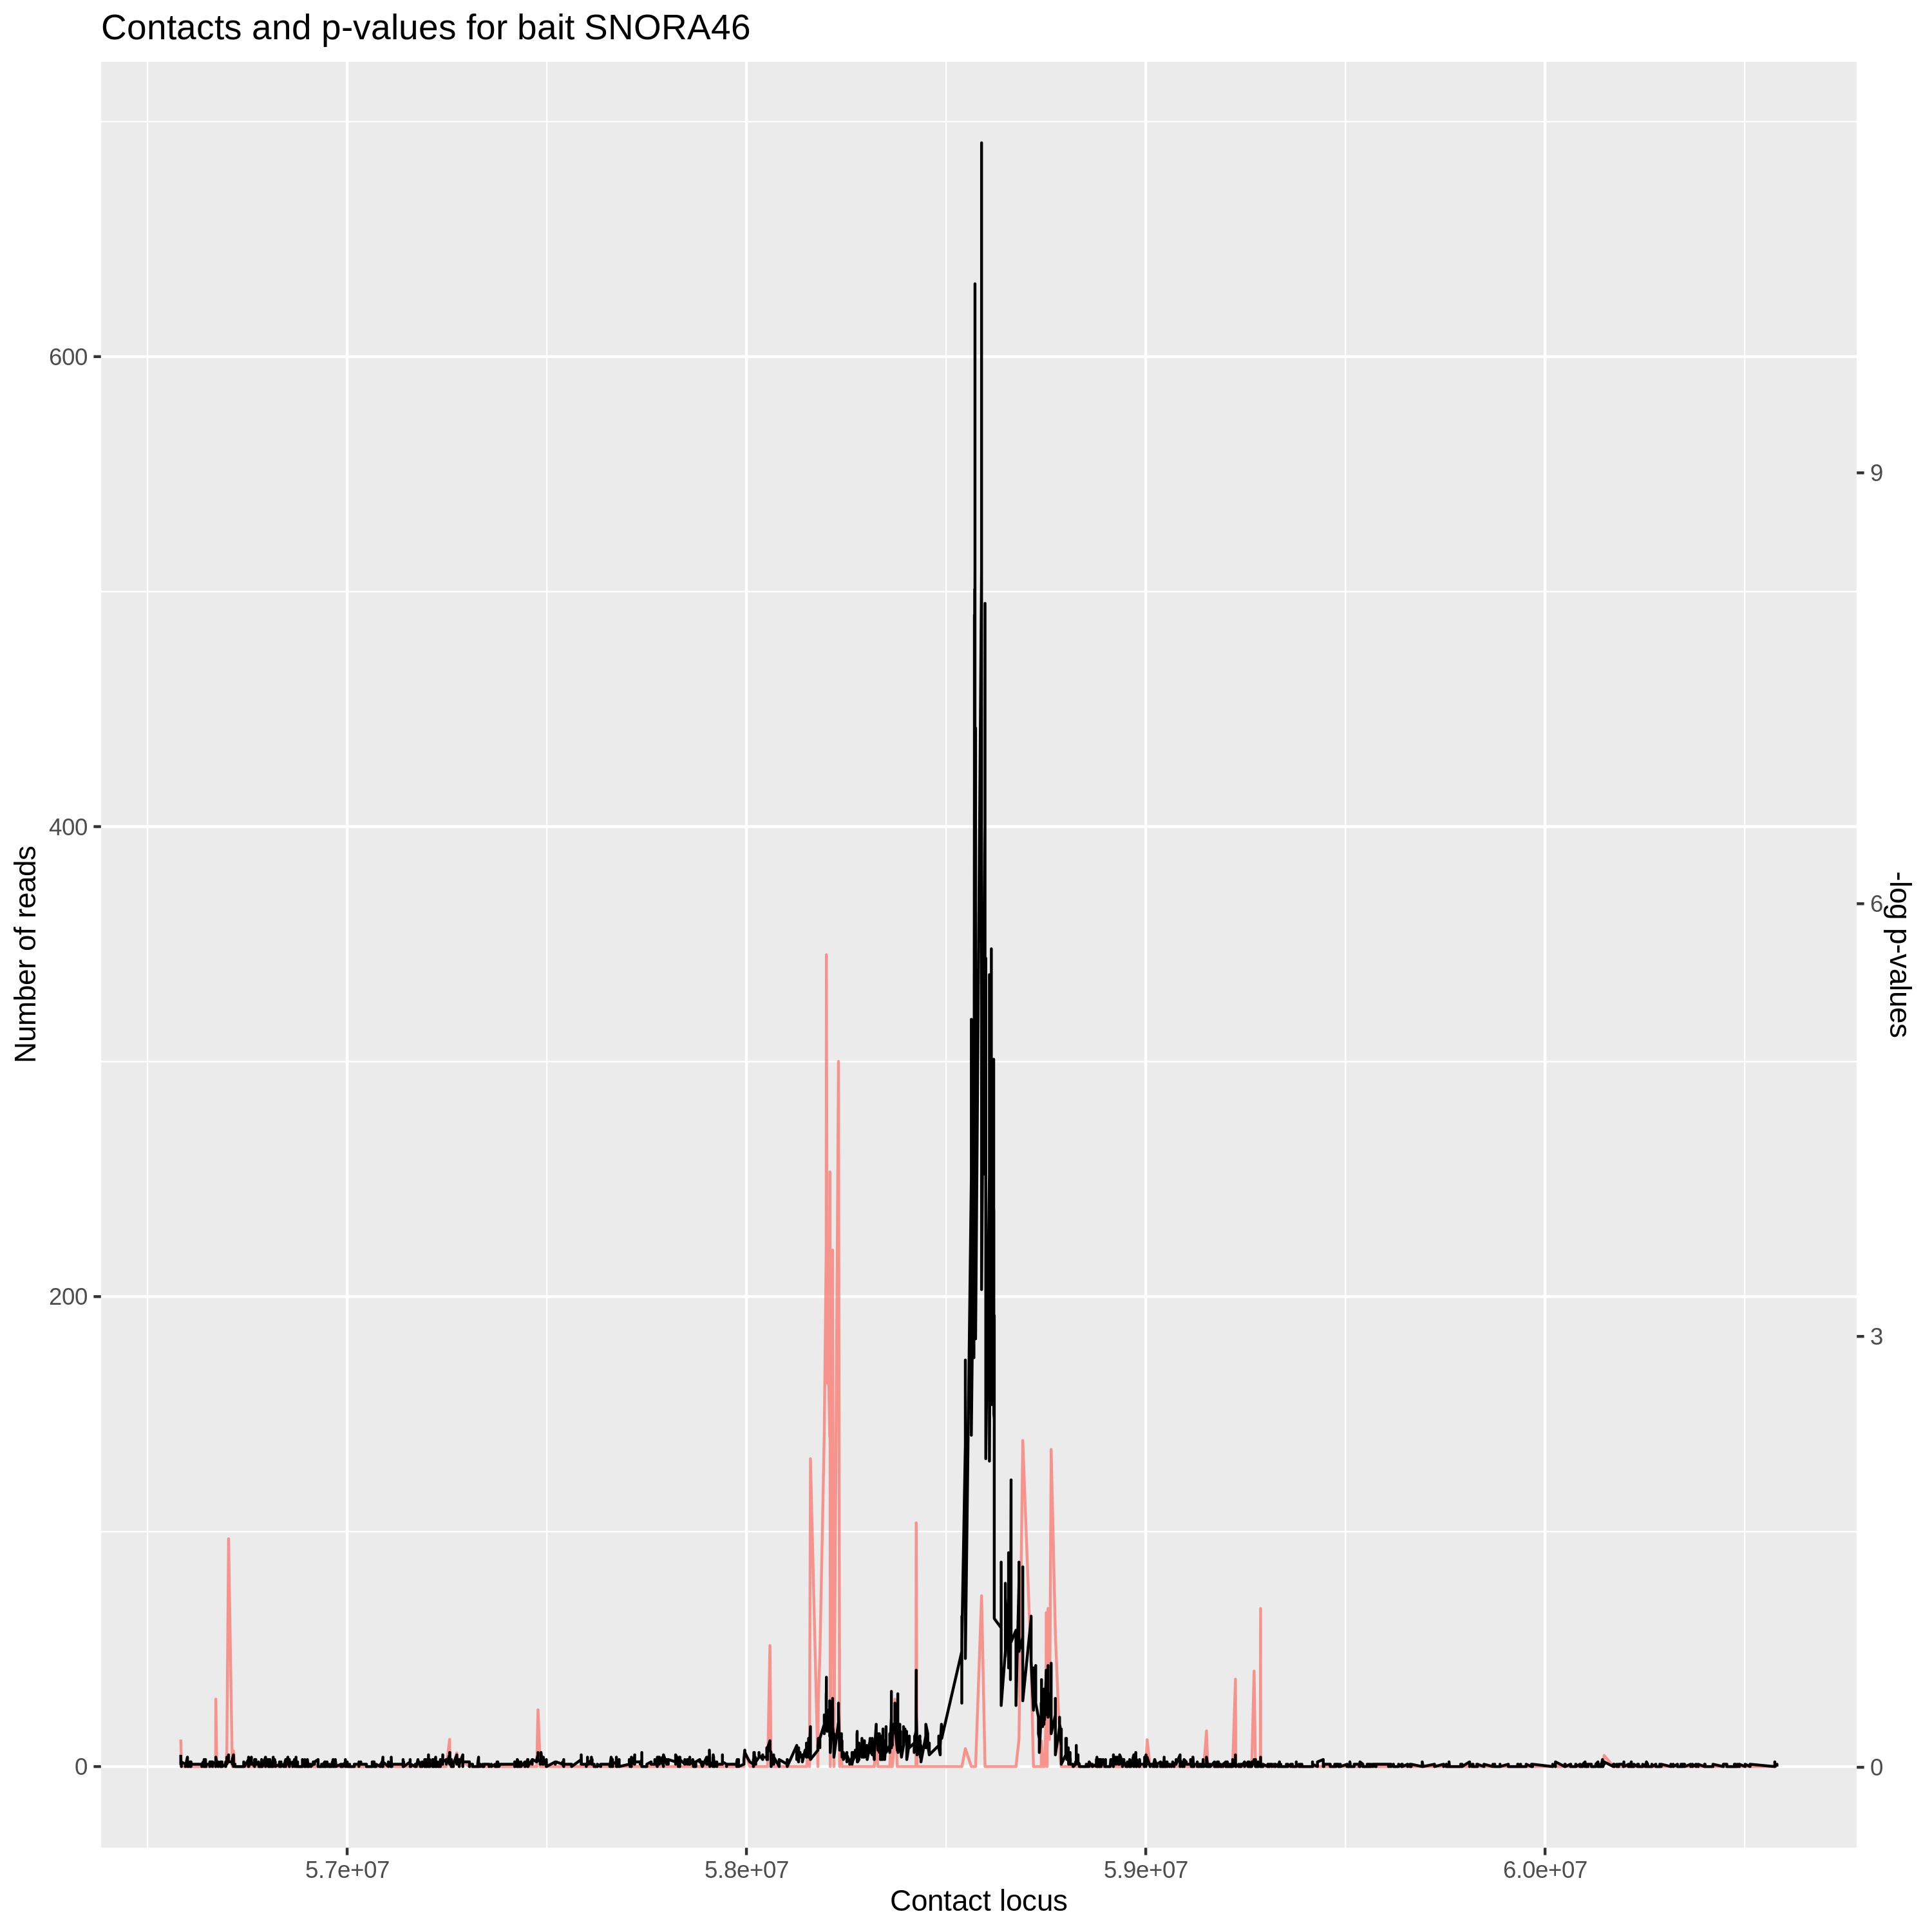 Contacts and p-values for bait SNORA46
600
400
200
0
Number of reads
9
6
3
0
-log p-values
5.7e+07
5.8e+07
5.9e+07
6.0e+07
Contact locus